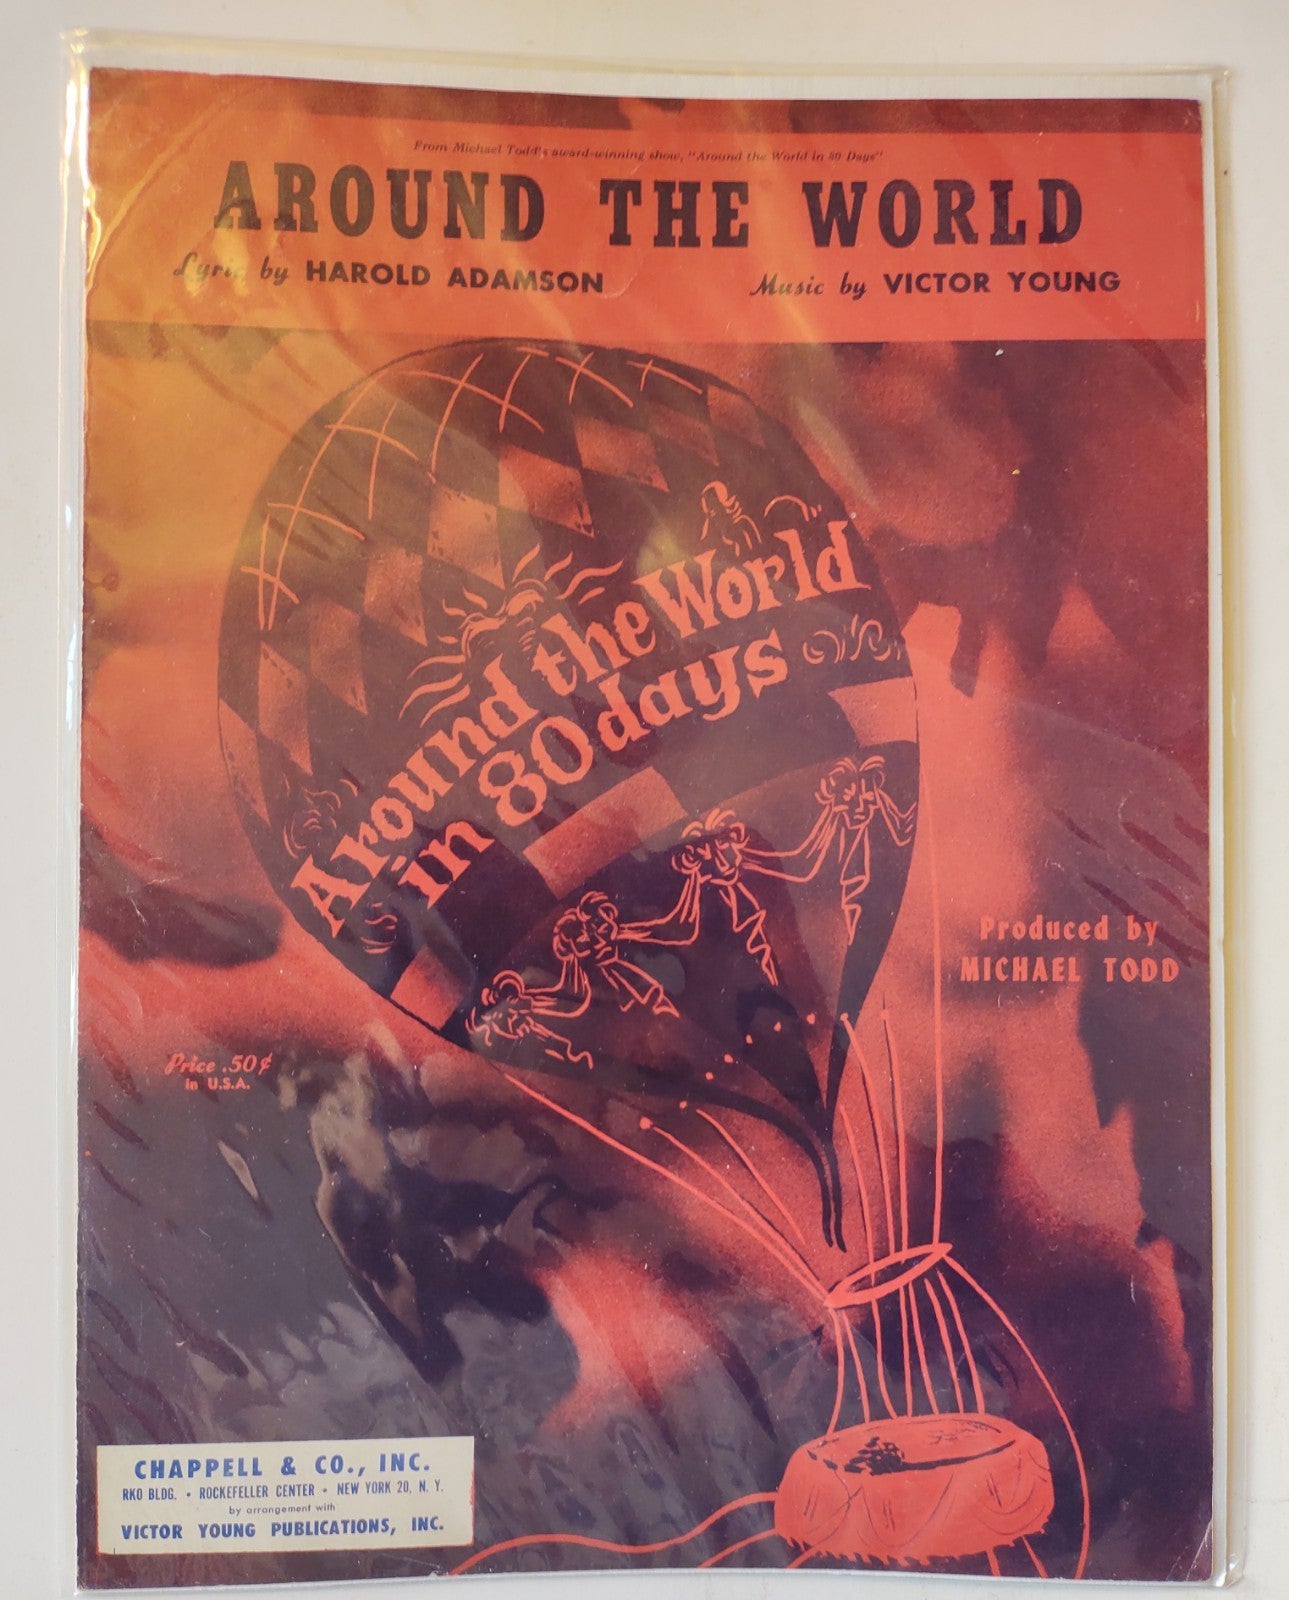 From Michael Todd's award-winning show, "Around the World in 80 Days"
AROUND THE WORLD
Lyric by HAROLD ADAMSON
Music by VICTOR YOUNG
Around the World
in 80 days
Produced by
MICHAEL TODD
Price .50¢
in U.S.A.
CHAPPELL & CO., INC.
RKO BLDG. • ROCKEFELLER CENTER • NEW YORK 20, N. Y.
by arrangement with
VICTOR YOUNG PUBLICATIONS, INC.